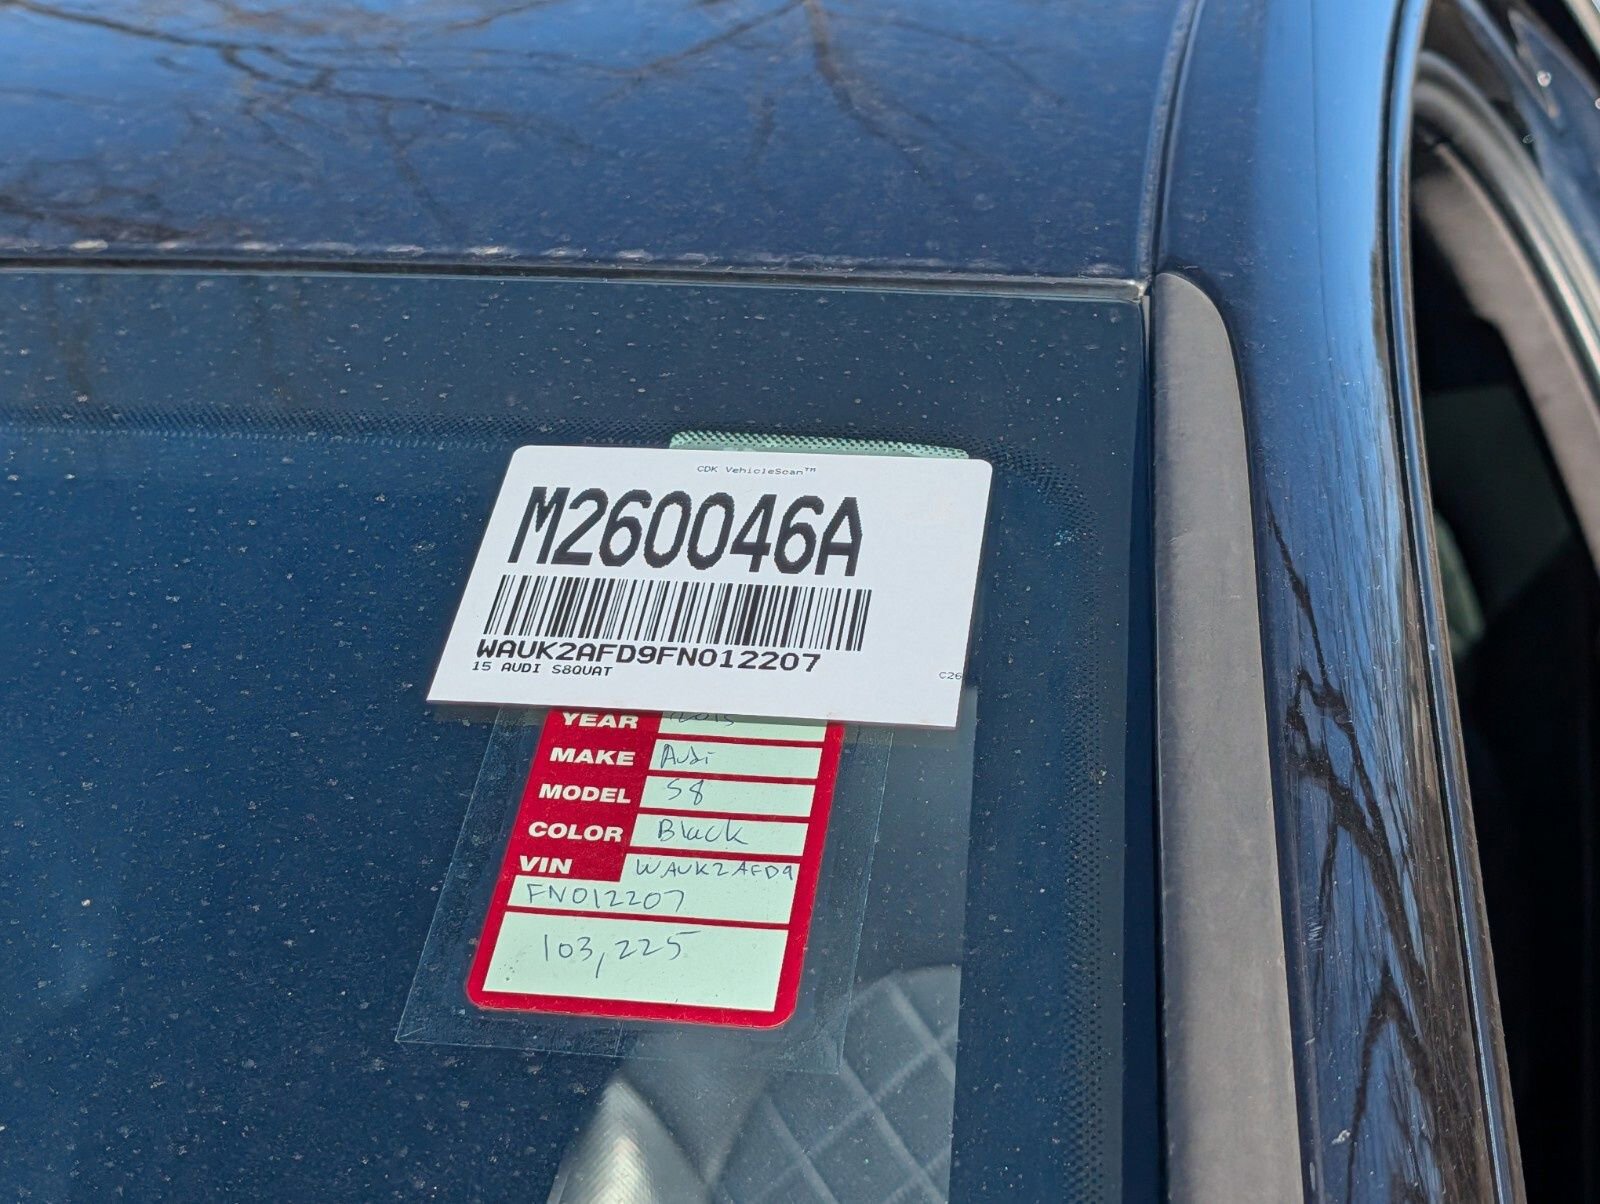 CDK VehicleScan™
M260046A
WAUK2AFD9FN012207
15 AUDI S8QUAT
C26
YEAR 2015
MAKE Audi
MODEL S8
COLOR Black
VIN WAUK2AFD9
FN012207
103,225